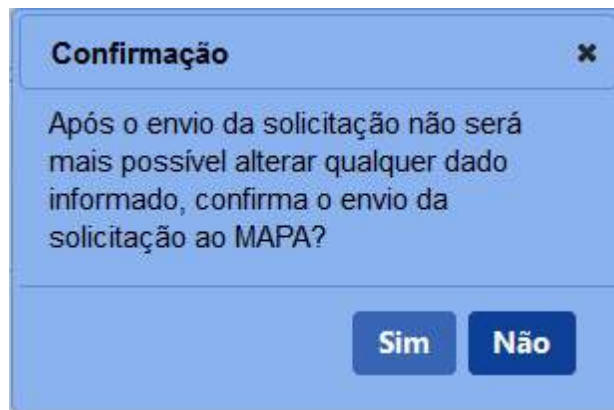 Confirmação
Após o envio da solicitação não será
mais possível alterar qualquer dado
informado, confirma o envio da
solicitação ao MAPA?
Sim Não